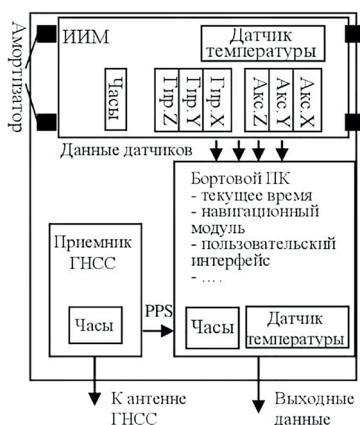 Амортизатор
ИИМ
Датчик
температуры
Часы
Гир.Z
Гир.Y
Гир.X
Акс.Z
Акс.Y
Акс.X
Данные датчиков
Бортовой ПК
- текущее время
- навигационный
модуль
- пользовательский
интерфейс
- ....
Приемник
ГНСС
Часы
PPS
Часы
Датчик
температуры
К антенне
ГНСС
Выходные
данные